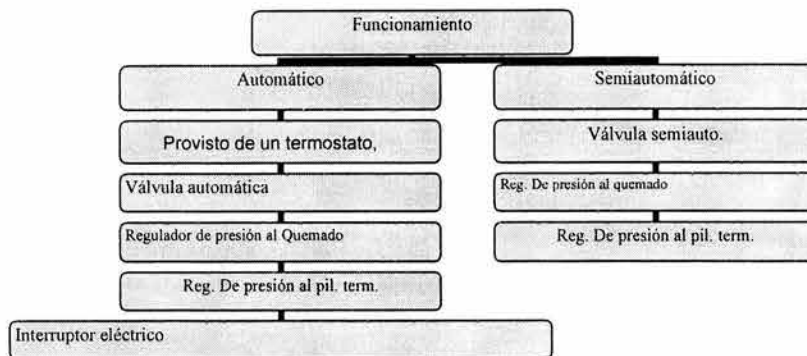 Funcionamiento
Automático
Provisto de un termostato,
Válvula automática
Regulador de presión al Quemado
Reg. De presión al pil. term.
Interruptor eléctrico
Semiautomático
Válvula semiauto.
Reg. De presión al quemado
Reg. De presión al pil. term.